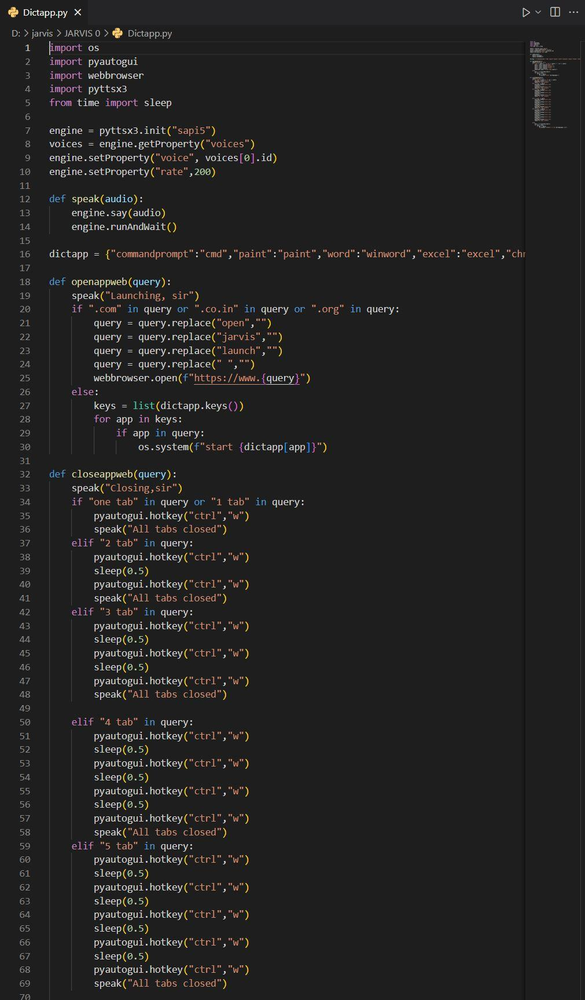 Dictapp.py
D: > jarvis > JARVIS 0 > Dictapp.py
1 import os
2 import pyautogui
3 import webbrowser
4 import pyttsx3
5 from time import sleep
6
7 engine = pyttsx3.init("sapi5")
8 voices = engine.getProperty("voices")
9 engine.setProperty("voice", voices[0].id)
10 engine.setProperty("rate",200)
11
12 def speak(audio):
13     engine.say(audio)
14     engine.runAndWait()
15
16 dictapp = {"commandprompt":"cmd","paint":"paint","word":"winword","excel":"excel","chr
17
18 def openappweb(query):
19     speak("Launching, sir")
20     if ".com" in query or ".co.in" in query or ".org" in query:
21         query = query.replace("open","")
22         query = query.replace("jarvis","")
23         query = query.replace("launch","")
24         query = query.replace(" ","")
25         webbrowser.open(f"https://www.{query}")
26     else:
27         keys = list(dictapp.keys())
28         for app in keys:
29             if app in query:
30                 os.system(f"start {dictapp[app]}")
31
32 def closeappweb(query):
33     speak("Closing,sir")
34     if "one tab" in query or "1 tab" in query:
35         pyautogui.hotkey("ctrl","w")
36         speak("All tabs closed")
37     elif "2 tab" in query:
38         pyautogui.hotkey("ctrl","w")
39         sleep(0.5)
40         pyautogui.hotkey("ctrl","w")
41         speak("All tabs closed")
42     elif "3 tab" in query:
43         pyautogui.hotkey("ctrl","w")
44         sleep(0.5)
45         pyautogui.hotkey("ctrl","w")
46         sleep(0.5)
47         pyautogui.hotkey("ctrl","w")
48         speak("All tabs closed")
49
50     elif "4 tab" in query:
51         pyautogui.hotkey("ctrl","w")
52         sleep(0.5)
53         pyautogui.hotkey("ctrl","w")
54         sleep(0.5)
55         pyautogui.hotkey("ctrl","w")
56         sleep(0.5)
57         pyautogui.hotkey("ctrl","w")
58         speak("All tabs closed")
59     elif "5 tab" in query:
60         pyautogui.hotkey("ctrl","w")
61         sleep(0.5)
62         pyautogui.hotkey("ctrl","w")
63         sleep(0.5)
64         pyautogui.hotkey("ctrl","w")
65         sleep(0.5)
66         pyautogui.hotkey("ctrl","w")
67         sleep(0.5)
68         pyautogui.hotkey("ctrl","w")
69         speak("All tabs closed")
70